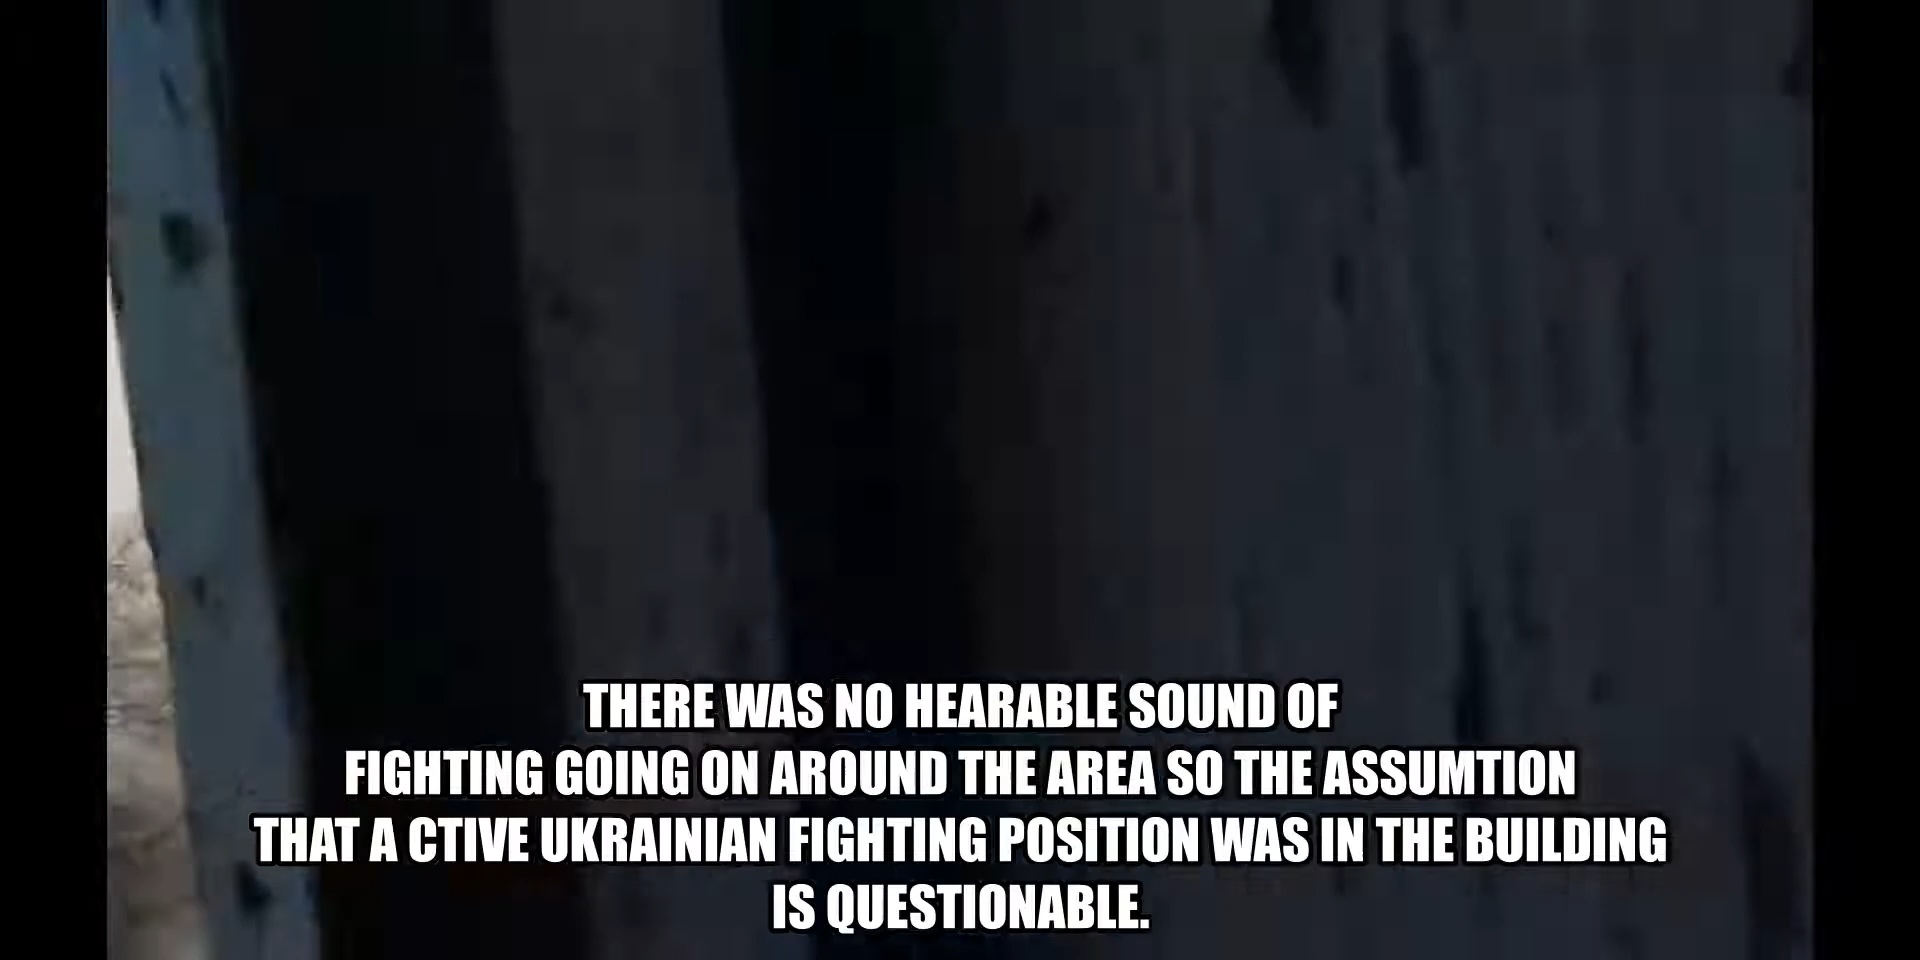 THERE WAS NO HEARABLE SOUND OF
FIGHTING GOING ON AROUND THE AREA SO THE ASSUMTION
THAT A CTIVE UKRAINIAN FIGHTING POSITION WAS IN THE BUILDING
IS QUESTIONABLE.